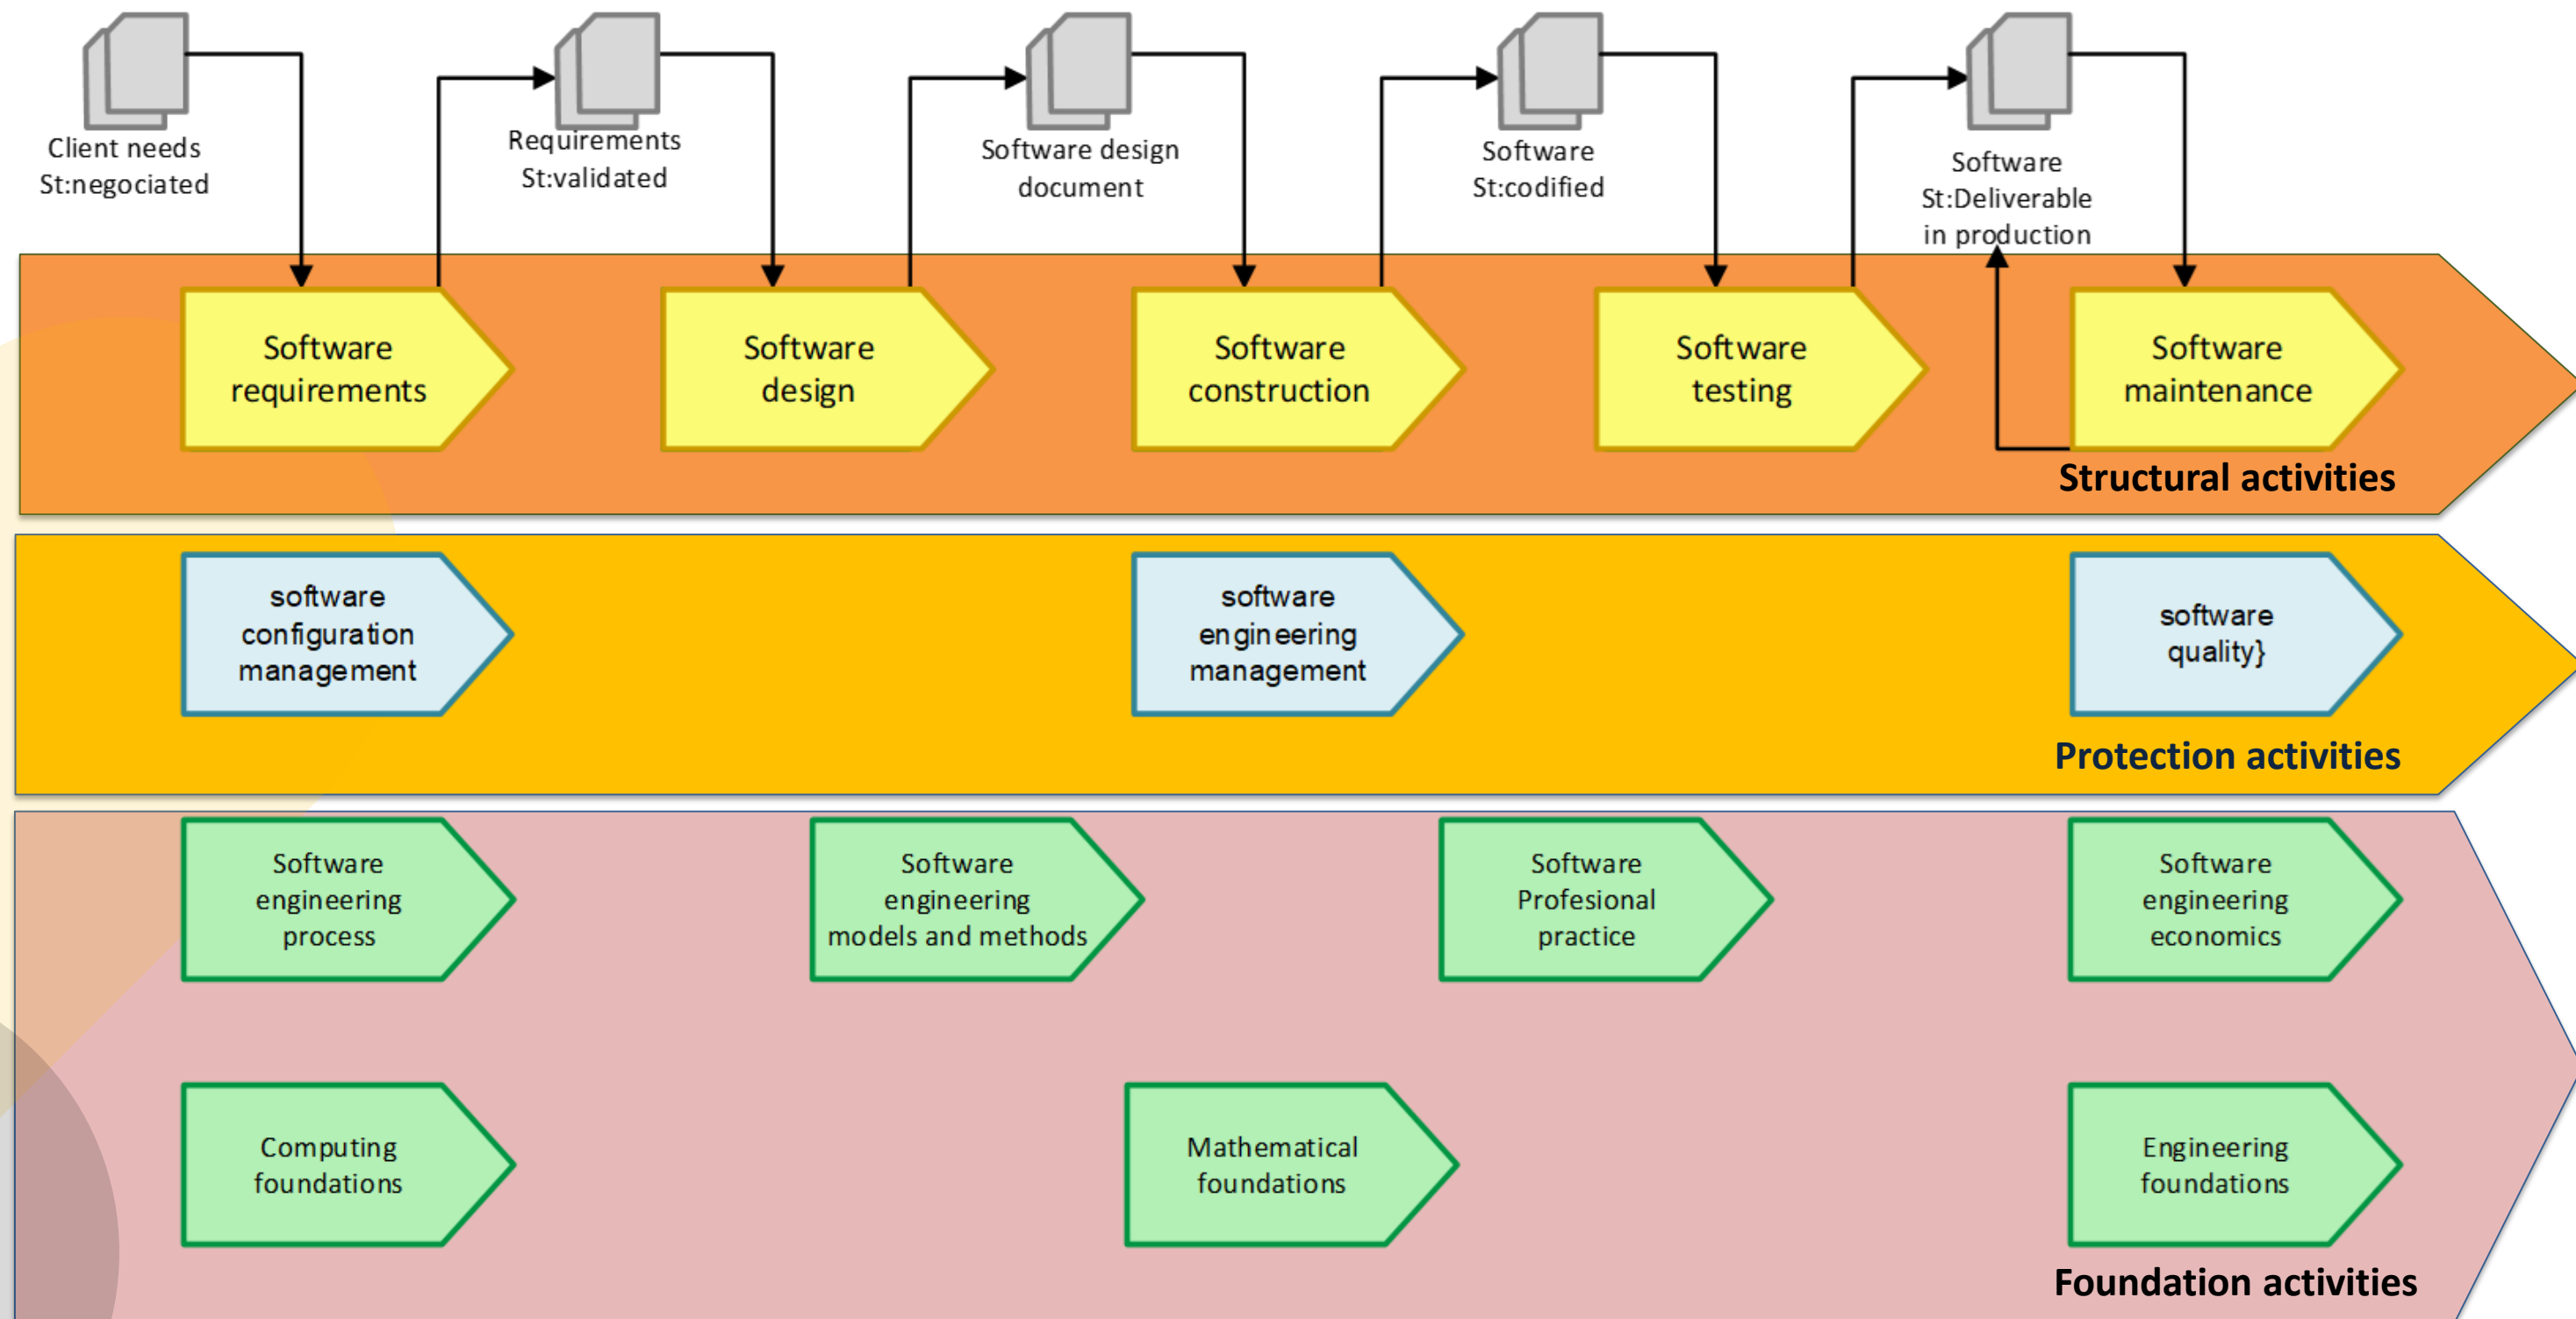 Client needs
St:negociated
Requirements
St:validated
Software design
document
Software
St:codified
Software
St:Deliverable
in production
Software
requirements
Software
design
Software
construction
Software
testing
Software
maintenance
Structural activities
software
configuration
management
software
engineering
management
software
quality}
Protection activities
Software
engineering
process
Software
engineering
models and methods
Software
Profesional
practice
Software
engineering
economics
Computing
foundations
Mathematical
foundations
Engineering
foundations
Foundation activities